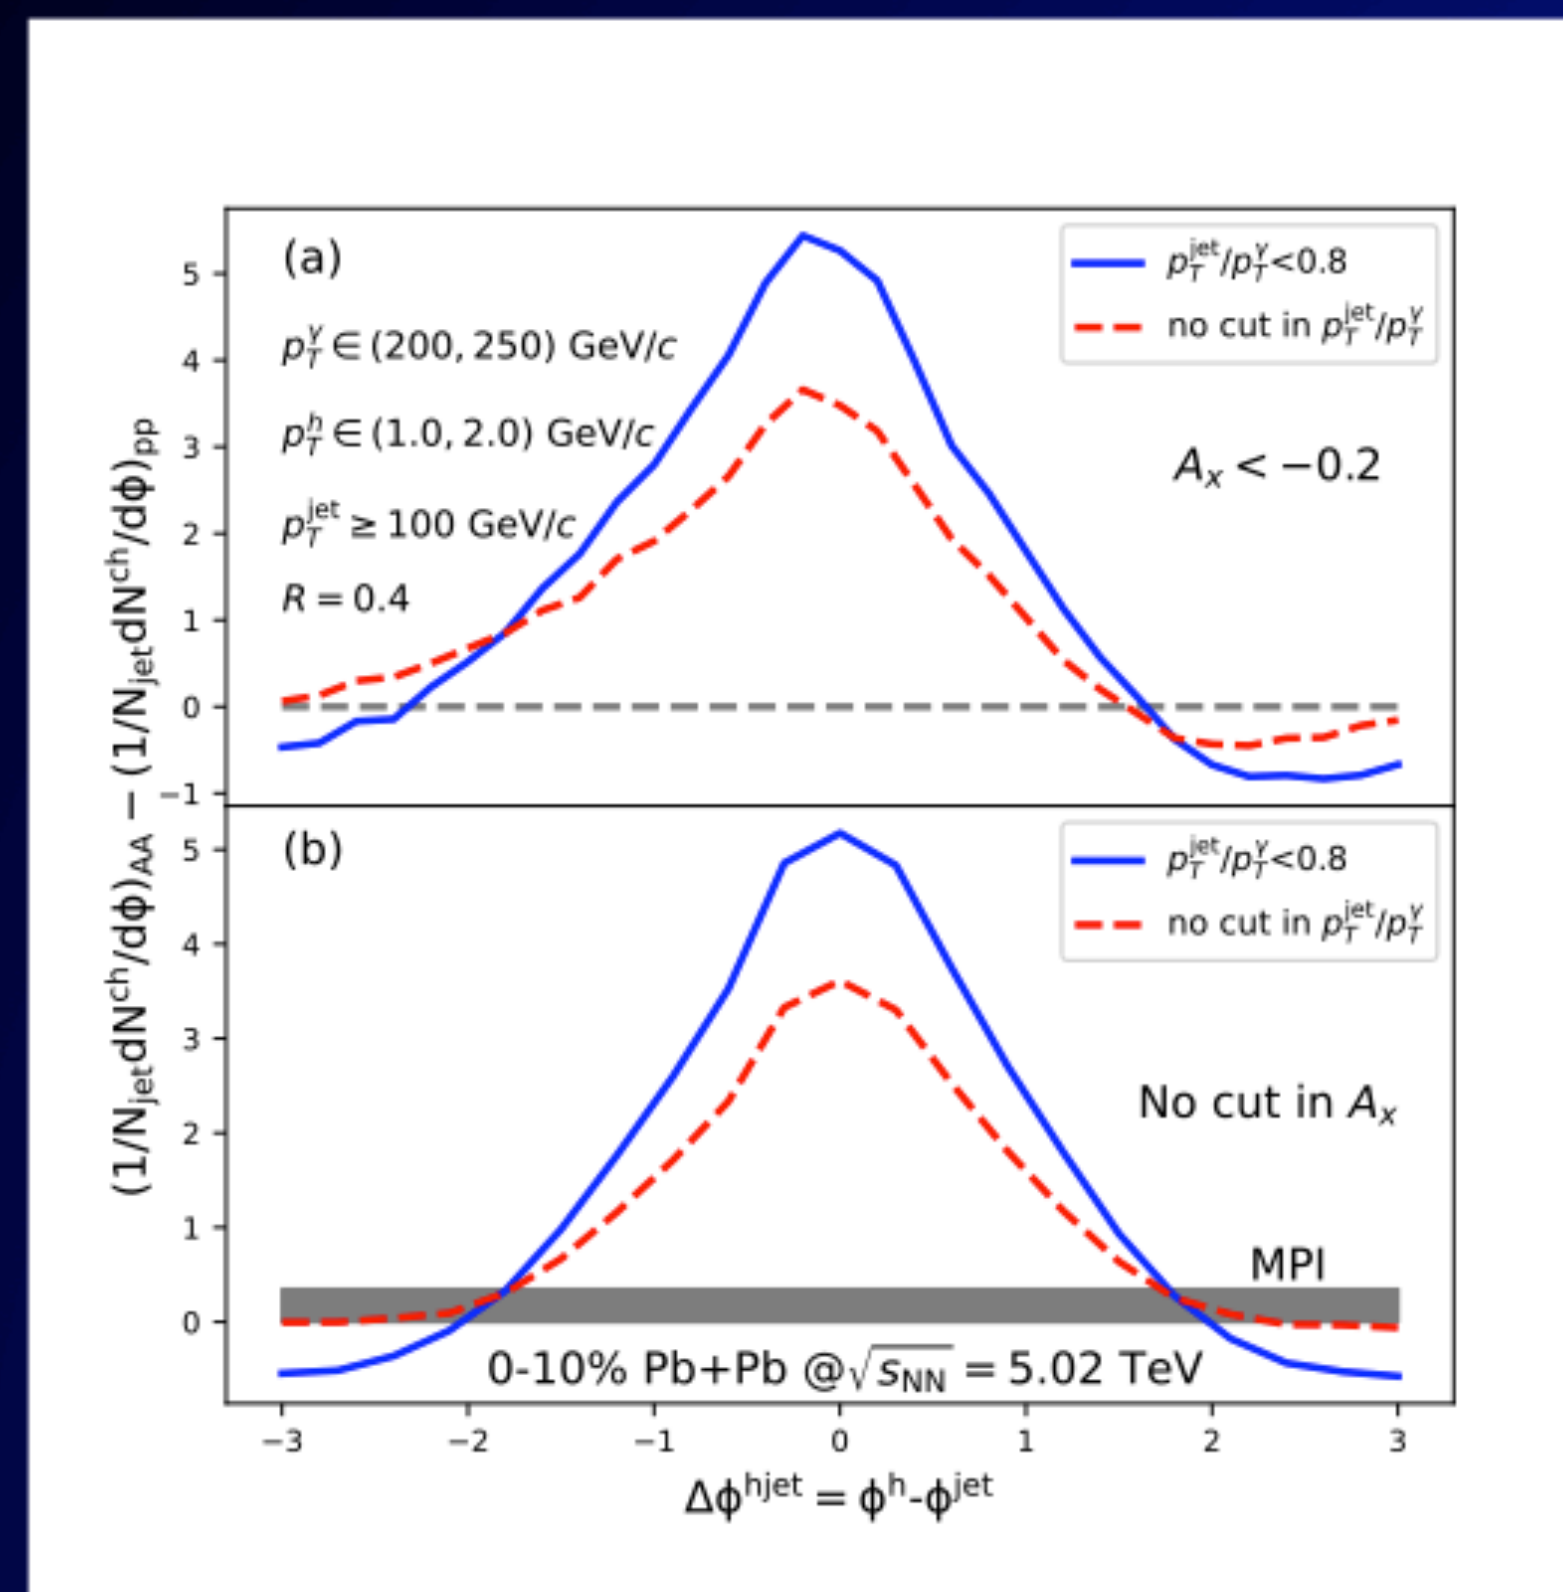 (1/N_jet dN^ch/dϕ)_AA − (1/N_jet dN^ch/dϕ)_pp
(a)
p_T^γ ∈ (200, 250) GeV/c
p_T^h ∈ (1.0, 2.0) GeV/c
p_T^jet ≥ 100 GeV/c
R = 0.4
p_T^jet/p_T^γ<0.8
no cut in p_T^jet/p_T^γ
A_x < −0.2
5
4
3
2
1
0
−1
(b)
p_T^jet/p_T^γ<0.8
no cut in p_T^jet/p_T^γ
No cut in A_x
MPI
0-10% Pb+Pb @√s_NN = 5.02 TeV
5
4
3
2
1
0
−3 −2 −1 0 1 2 3
Δϕ^hjet = ϕ^h-ϕ^jet